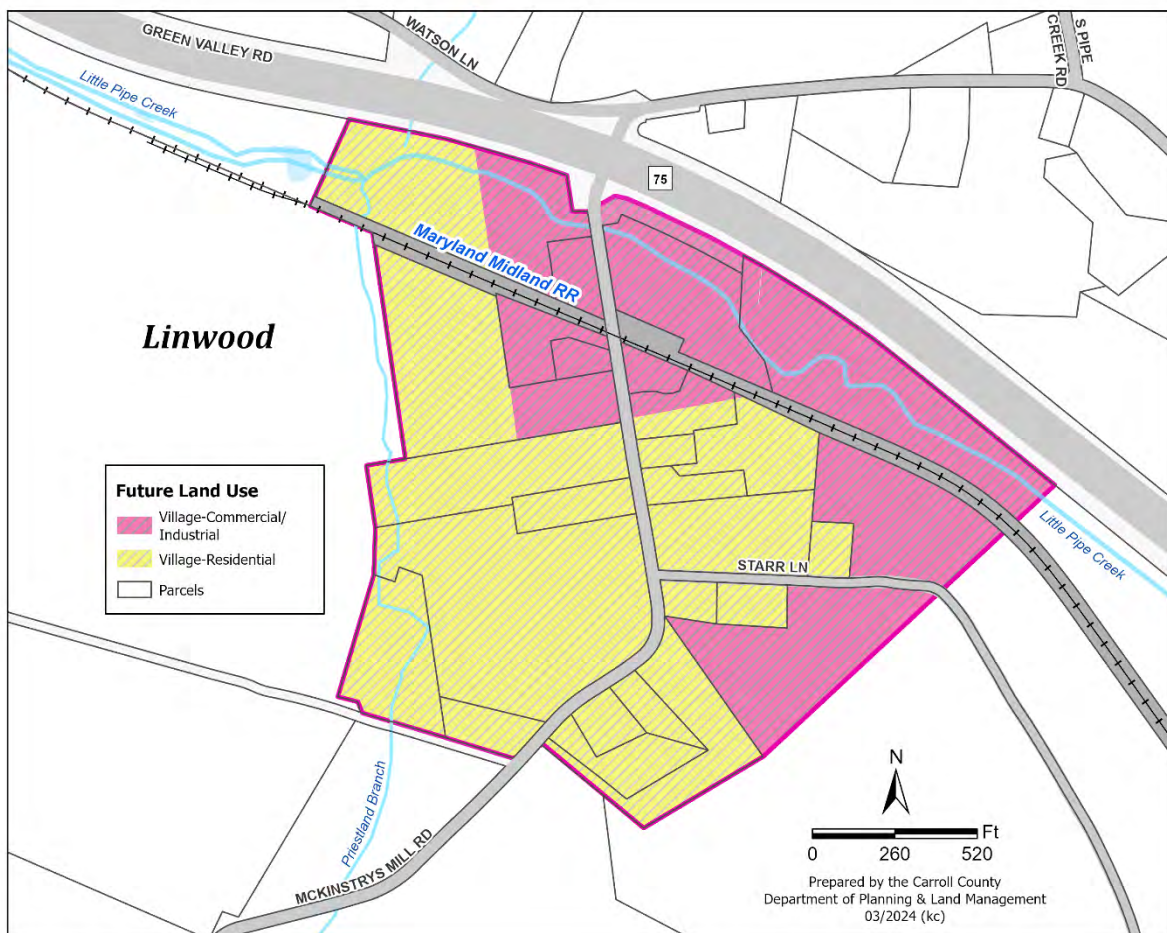 GREEN VALLEY RD
WATSON LN
S PIPE
CREEK RD
Little Pipe Creek
75
Maryland Midland RR
Linwood
Future Land Use
Village-Commercial/
Industrial
Village-Residential
Parcels
STARR LN
Little Pipe Creek
Priestland Branch
MCKINSTRYS MILL RD
N
Ft
0 260 520
Prepared by the Carroll County
Department of Planning & Land Management
03/2024 (kc)